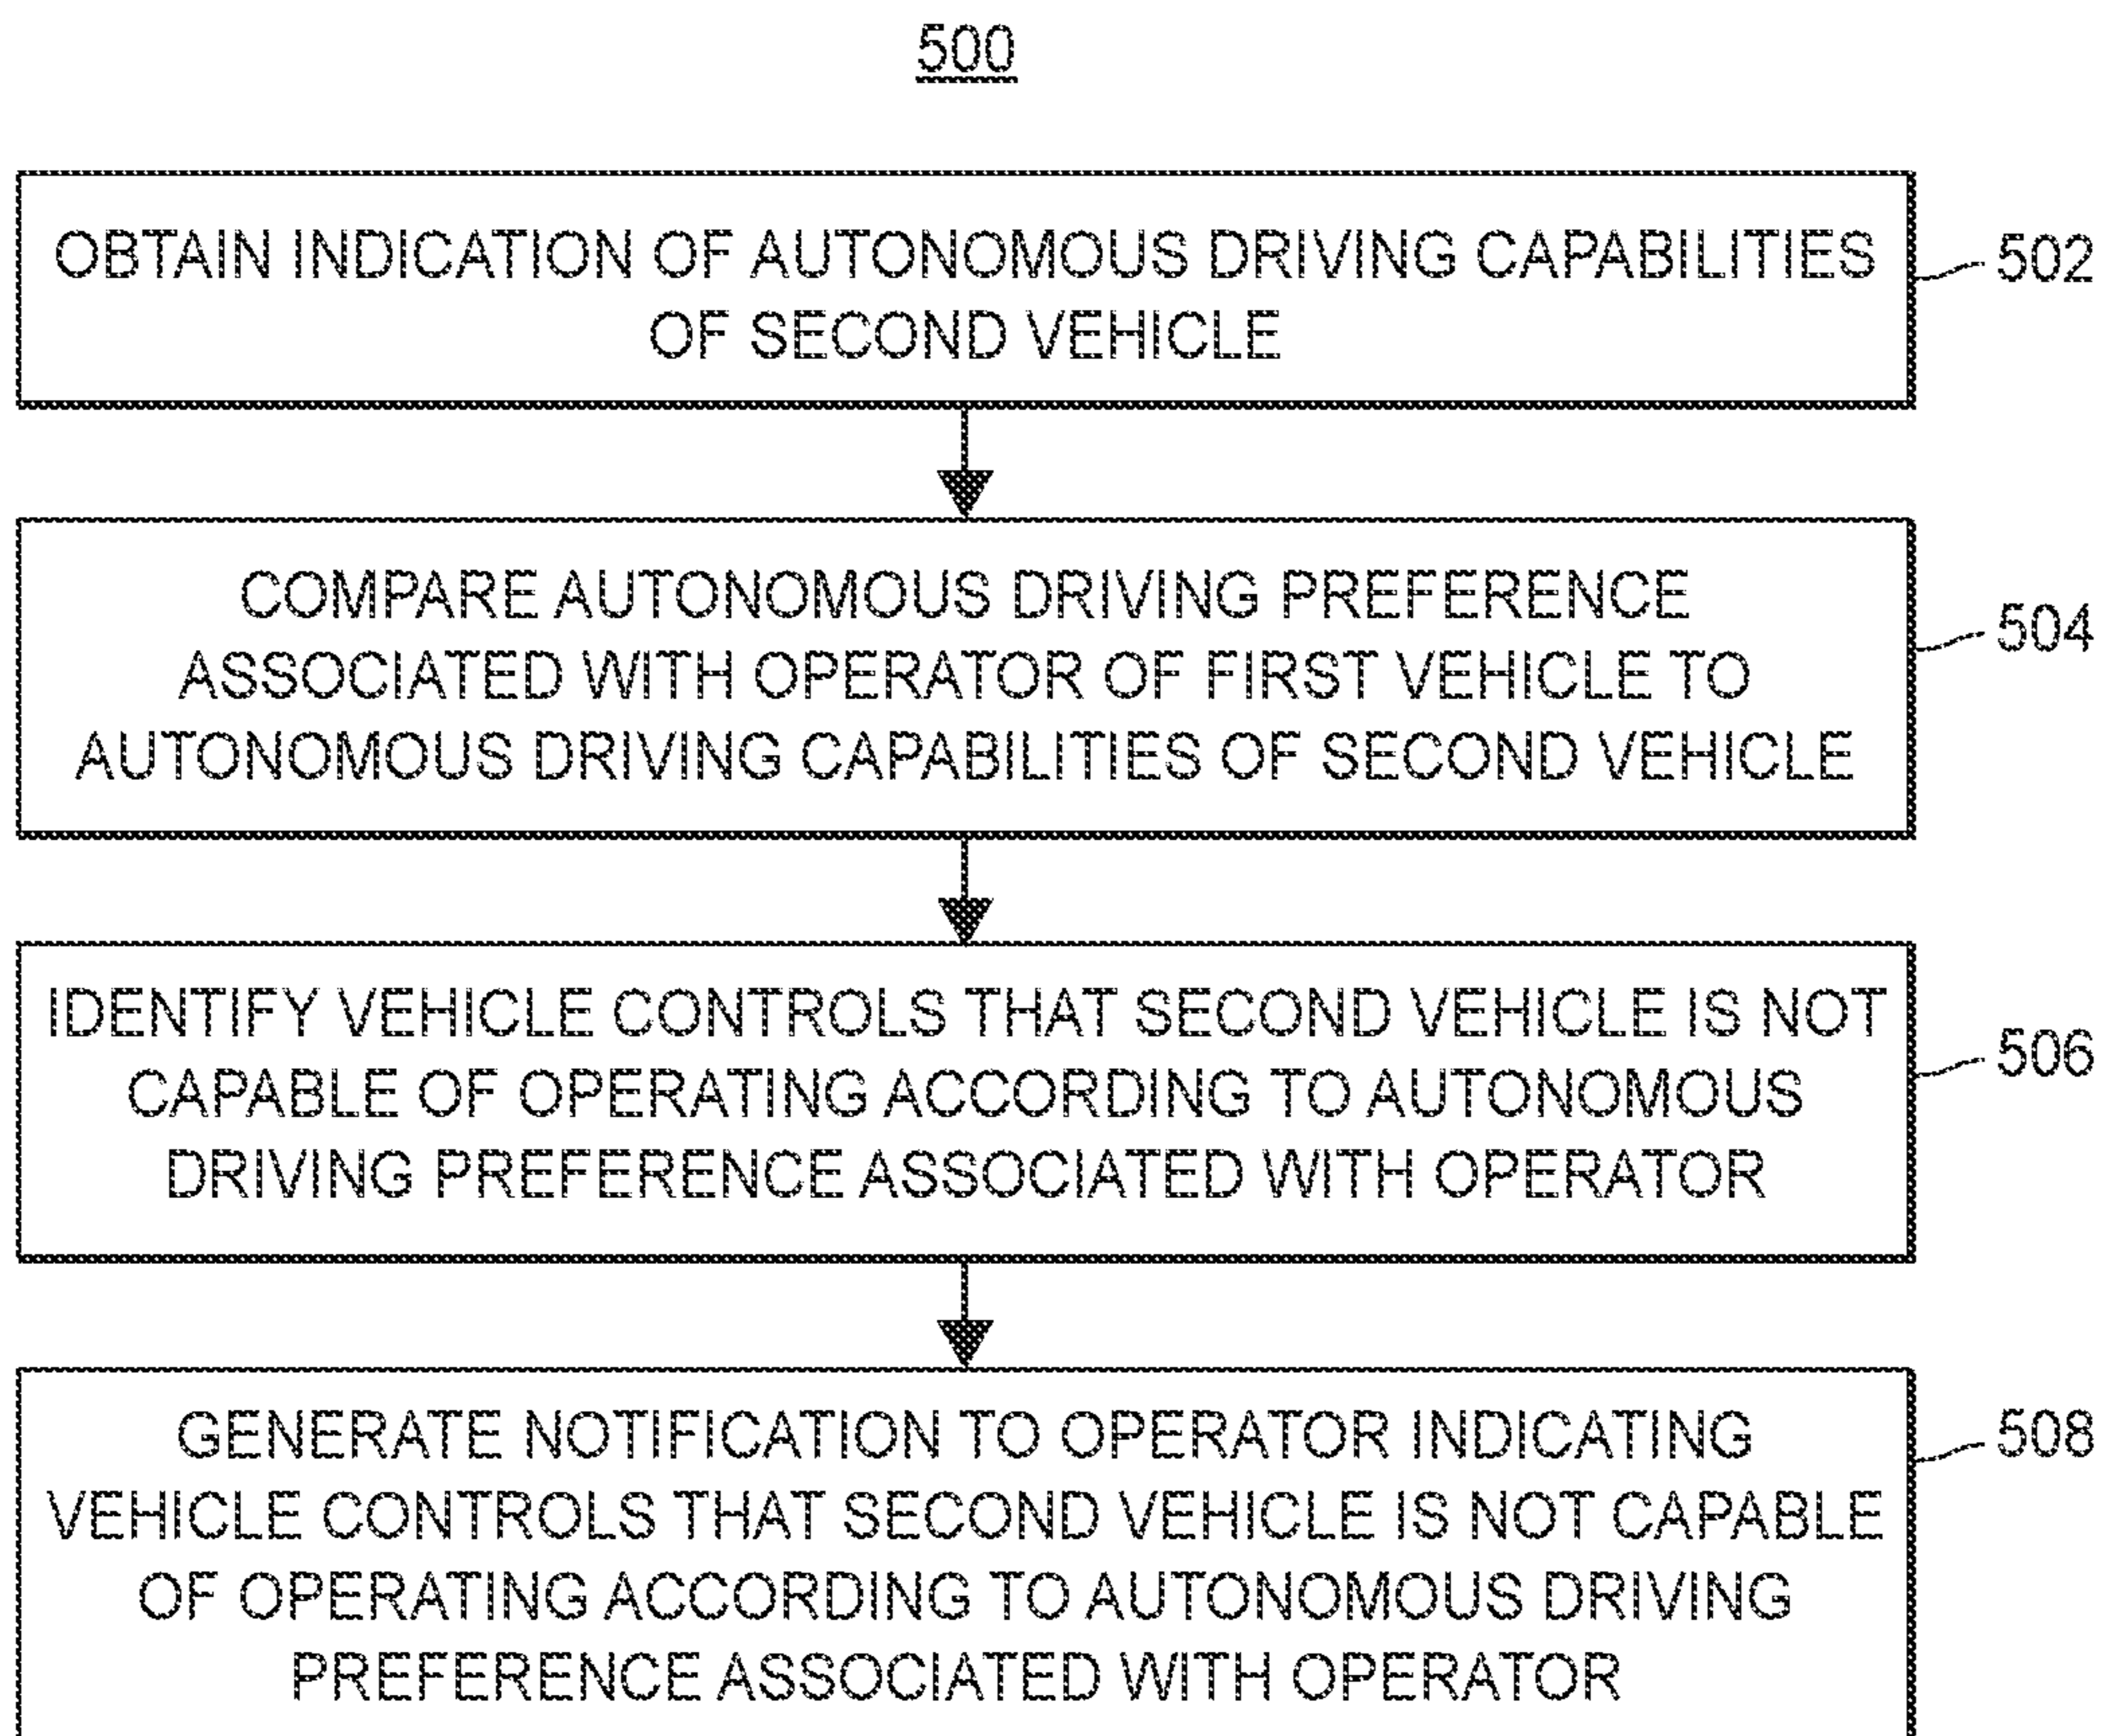 500
OBTAIN INDICATION OF AUTONOMOUS DRIVING CAPABILITIES
OF SECOND VEHICLE
502
COMPARE AUTONOMOUS DRIVING PREFERENCE
ASSOCIATED WITH OPERATOR OF FIRST VEHICLE TO
AUTONOMOUS DRIVING CAPABILITIES OF SECOND VEHICLE
504
IDENTIFY VEHICLE CONTROLS THAT SECOND VEHICLE IS NOT
CAPABLE OF OPERATING ACCORDING TO AUTONOMOUS
DRIVING PREFERENCE ASSOCIATED WITH OPERATOR
506
GENERATE NOTIFICATION TO OPERATOR INDICATING
VEHICLE CONTROLS THAT SECOND VEHICLE IS NOT CAPABLE
OF OPERATING ACCORDING TO AUTONOMOUS DRIVING
PREFERENCE ASSOCIATED WITH OPERATOR
508